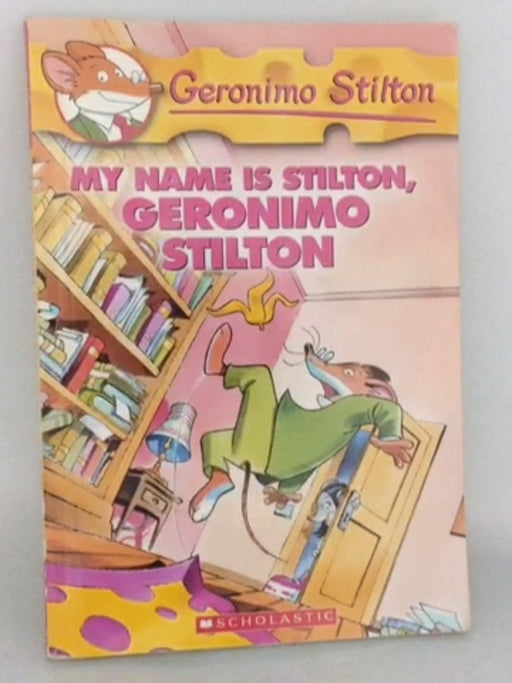 Geronimo Stilton
MY NAME IS STILTON,
GERONIMO
STILTON
SCHOLASTIC